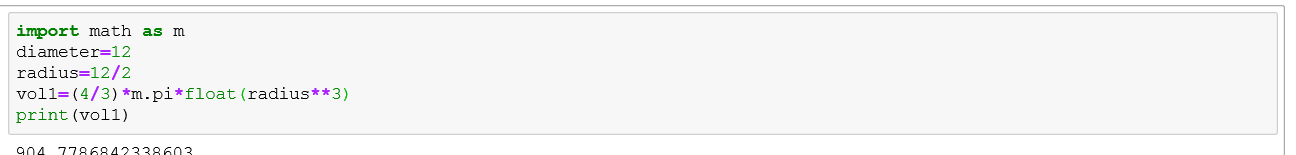 import math as m
diameter=12
radius=12/2
vol1=(4/3)*m.pi*float(radius**3)
print(vol1)
904.7786842338603